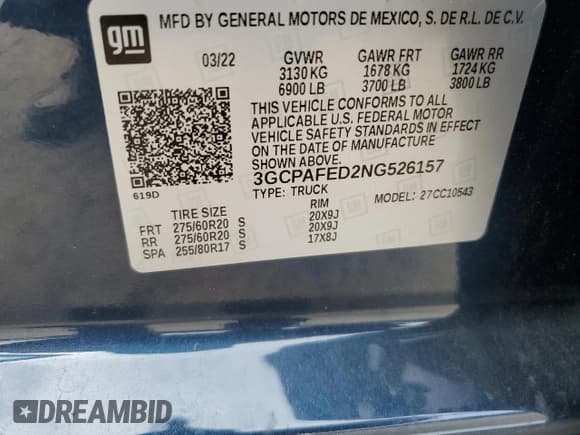 gm
MFD BY GENERAL MOTORS DE MEXICO, S. DE R.L. DE C.V.
03/22 GVWR GAWR FRT GAWR RR
3130 KG 1678 KG 1724 KG
6900 LB 3700 LB 3800 LB
THIS VEHICLE CONFORMS TO ALL
APPLICABLE U.S. FEDERAL MOTOR
VEHICLE SAFETY STANDARDS IN EFFECT
ON THE DATE OF MANUFACTURE
SHOWN ABOVE.
3GCPAFED2NG526157
619D TYPE: TRUCK MODEL: 27CC10543
TIRE SIZE RIM
FRT 275/60R20 S 20X9J
RR 275/60R20 S 20X9J
SPA 255/80R17 S 17X8J
DREAMBID